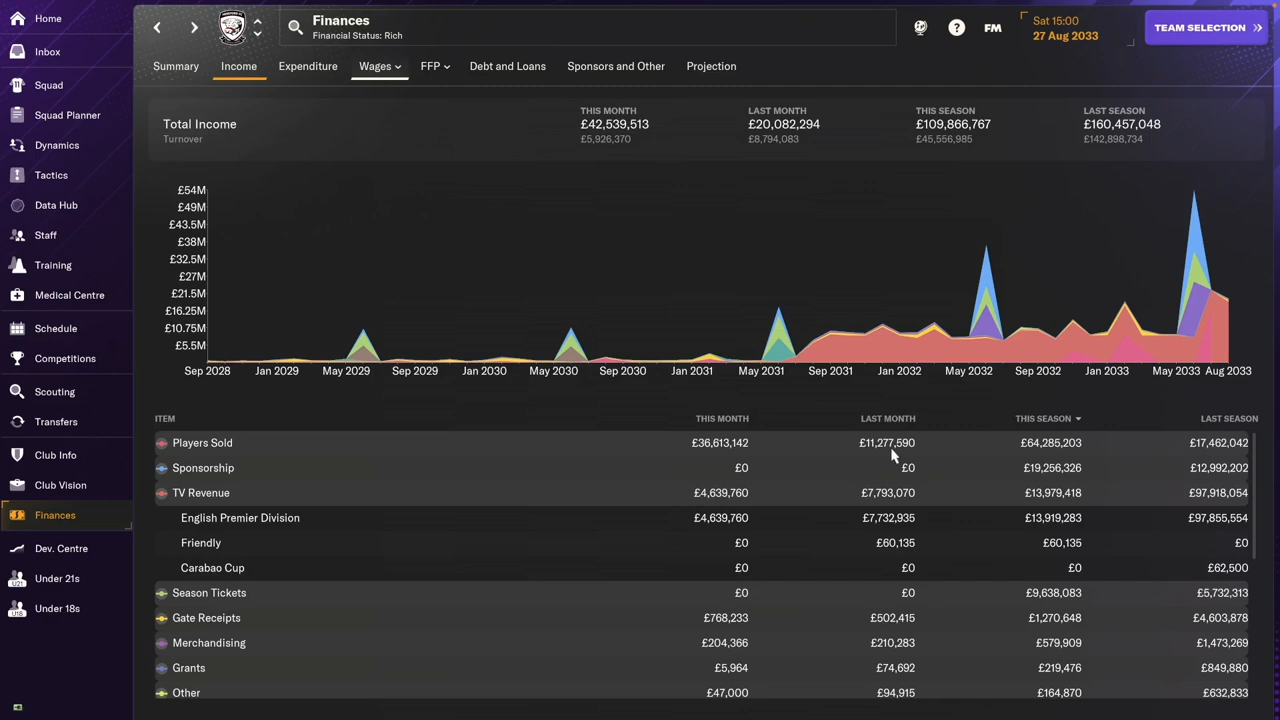 Home
Finances
Financial Status: Rich
FM
Sat 15:00
27 Aug 2033
TEAM SELECTION
Inbox
Squad
Squad Planner
Dynamics
Tactics
Data Hub
Staff
Training
Medical Centre
Schedule
Competitions
Scouting
Transfers
Club Info
Club Vision
Finances
Dev. Centre
U21 Under 21s
U18 Under 18s
Summary Income Expenditure Wages FFP Debt and Loans Sponsors and Other Projection
THIS MONTH LAST MONTH THIS SEASON LAST SEASON
Total Income £42,539,513 £20,082,294 £109,866,767 £160,457,048
Turnover £5,926,370 £8,794,083 £45,556,985 £142,898,734
£54M
£49M
£43.5M
£38M
£32.5M
£27M
£21.5M
£16.25M
£10.75M
£5.5M
Sep 2028 Jan 2029 May 2029 Sep 2029 Jan 2030 May 2030 Sep 2030 Jan 2031 May 2031 Sep 2031 Jan 2032 May 2032 Sep 2032 Jan 2033 May 2033 Aug 2033
ITEM THIS MONTH LAST MONTH THIS SEASON LAST SEASON
Players Sold £36,613,142 £11,277,590 £64,285,203 £17,462,042
Sponsorship £0 £0 £19,256,326 £12,992,202
TV Revenue £4,639,760 £7,793,070 £13,979,418 £97,918,054
English Premier Division £4,639,760 £7,732,935 £13,919,283 £97,855,554
Friendly £0 £60,135 £60,135 £0
Carabao Cup £0 £0 £0 £62,500
Season Tickets £0 £0 £9,638,083 £5,732,313
Gate Receipts £768,233 £502,415 £1,270,648 £4,603,878
Merchandising £204,366 £210,283 £579,909 £1,473,269
Grants £5,964 £74,692 £219,476 £849,880
Other £47,000 £94,915 £164,870 £632,833